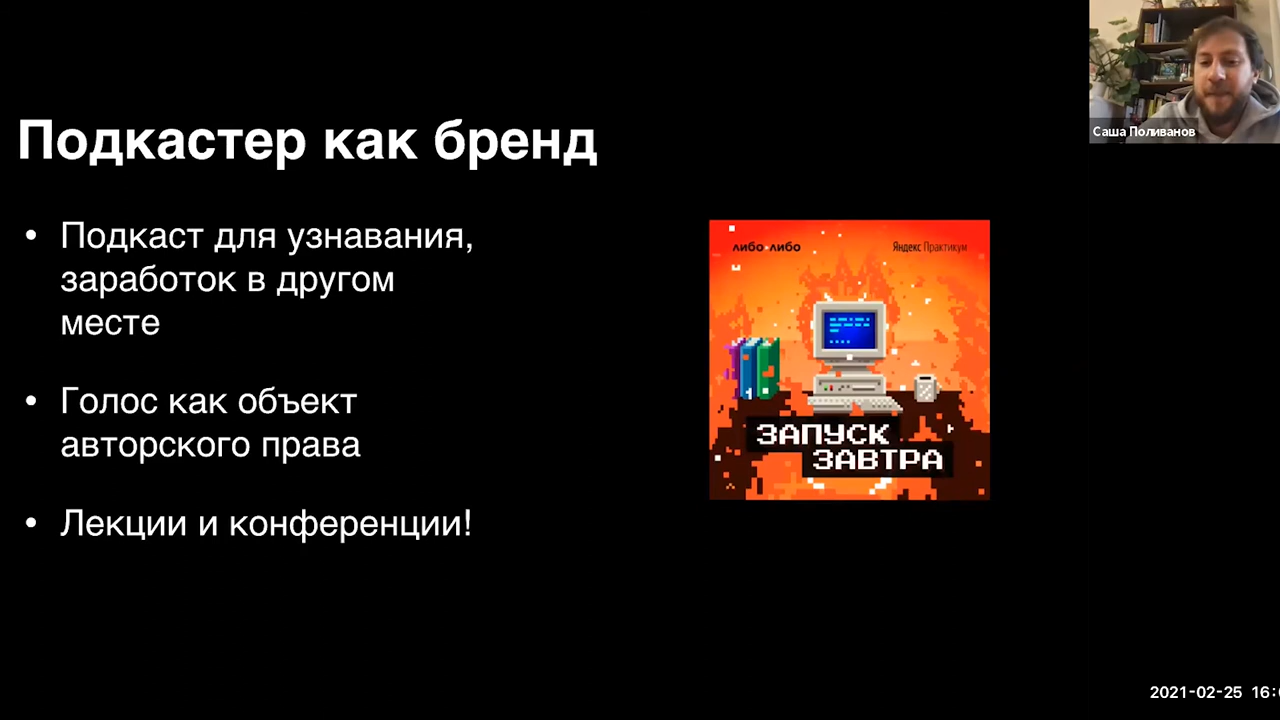 Саша Поливанов
Подкастер как бренд
• Подкаст для узнавания,
заработок в другом
месте
• Голос как объект
авторского права
• Лекции и конференции!
либо•либо
Яндекс Практикум
ЗАПУСК
ЗАВТРА
2021-02-25 16: